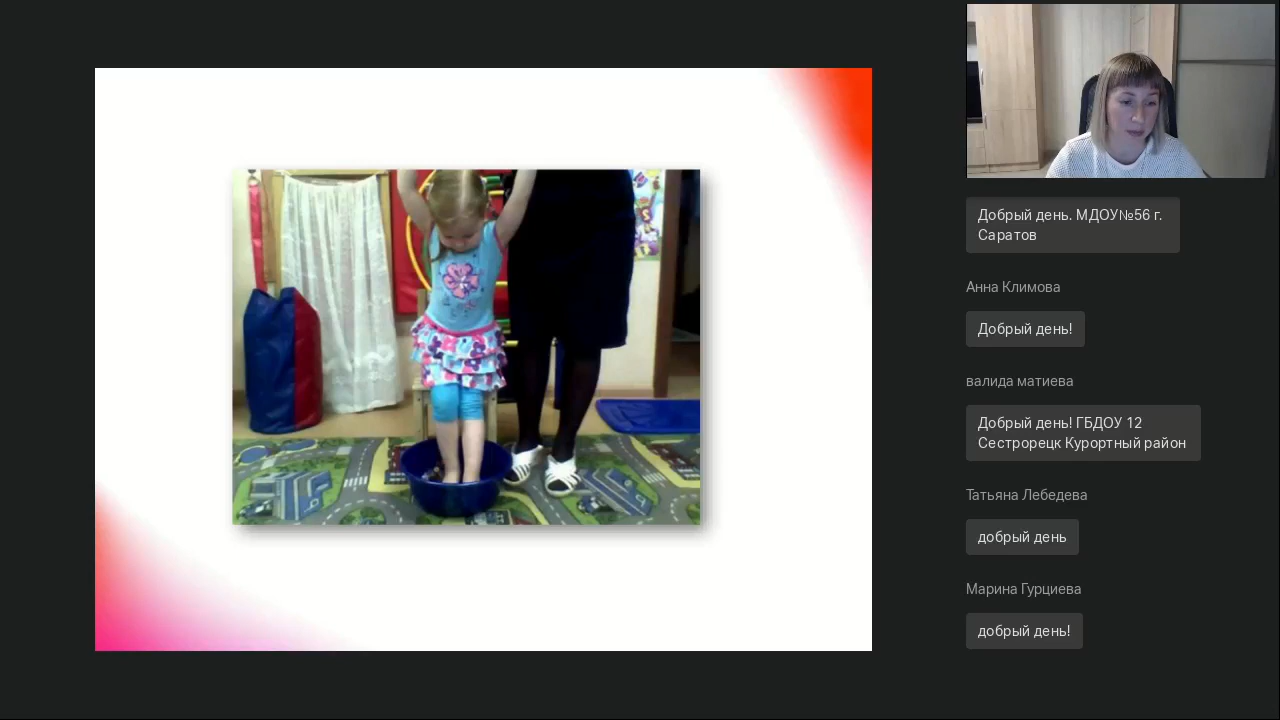 Добрый день. МДОУ№56 г.
Саратов
Анна Климова
Добрый день!
валида матиева
Добрый день! ГБДОУ 12
Сестрорецк Курортный район
Татьяна Лебедева
добрый день
Марина Гурциева
добрый день!